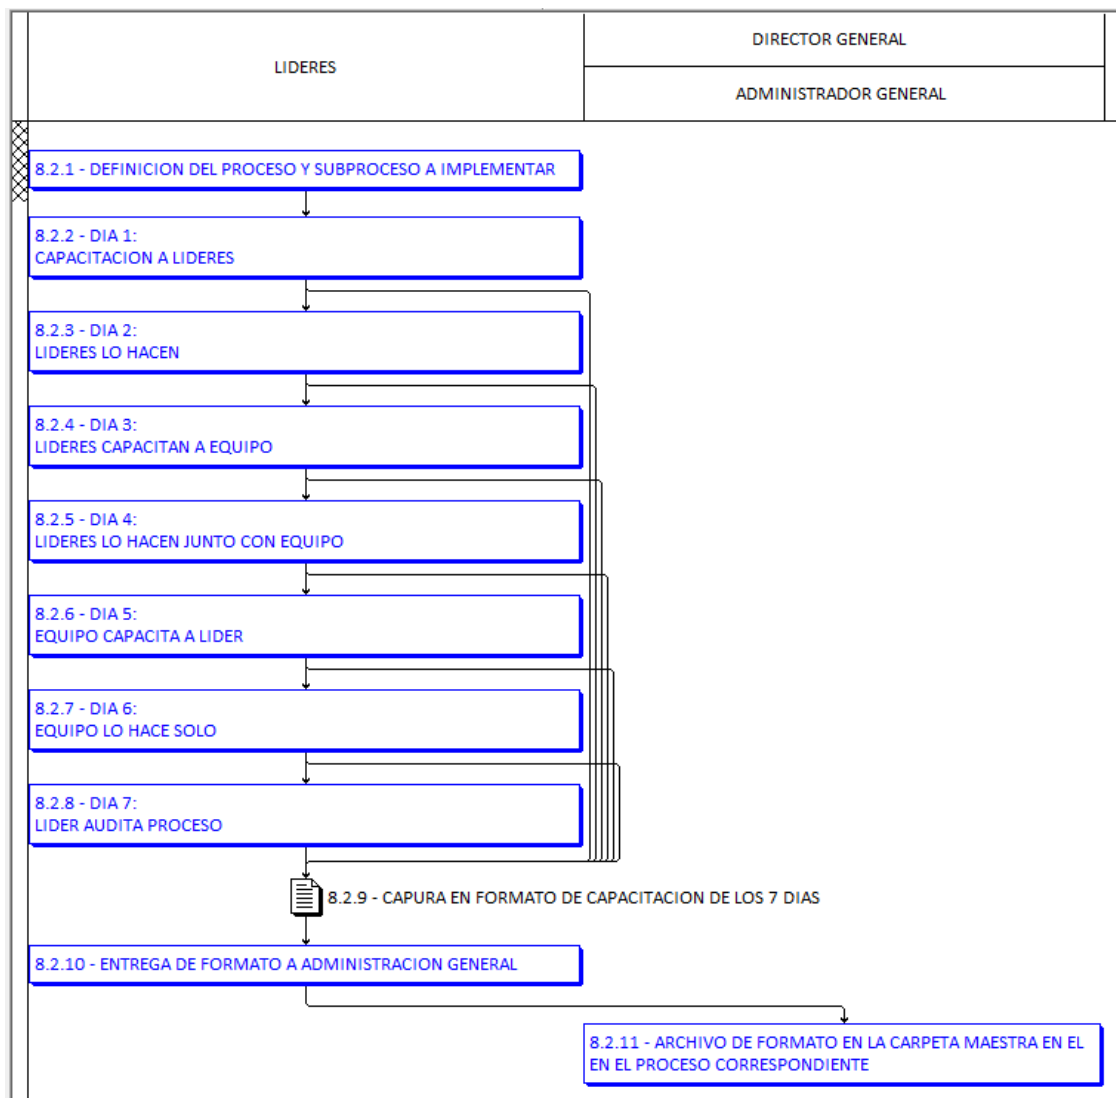 LIDERES
DIRECTOR GENERAL
ADMINISTRADOR GENERAL
8.2.1 - DEFINICION DEL PROCESO Y SUBPROCESO A IMPLEMENTAR
8.2.2 - DIA 1:
CAPACITACION A LIDERES
8.2.3 - DIA 2:
LIDERES LO HACEN
8.2.4 - DIA 3:
LIDERES CAPACITAN A EQUIPO
8.2.5 - DIA 4:
LIDERES LO HACEN JUNTO CON EQUIPO
8.2.6 - DIA 5:
EQUIPO CAPACITA A LIDER
8.2.7 - DIA 6:
EQUIPO LO HACE SOLO
8.2.8 - DIA 7:
LIDER AUDITA PROCESO
8.2.9 - CAPURA EN FORMATO DE CAPACITACION DE LOS 7 DIAS
8.2.10 - ENTREGA DE FORMATO A ADMINISTRACION GENERAL
8.2.11 - ARCHIVO DE FORMATO EN LA CARPETA MAESTRA EN EL
EN EL PROCESO CORRESPONDIENTE